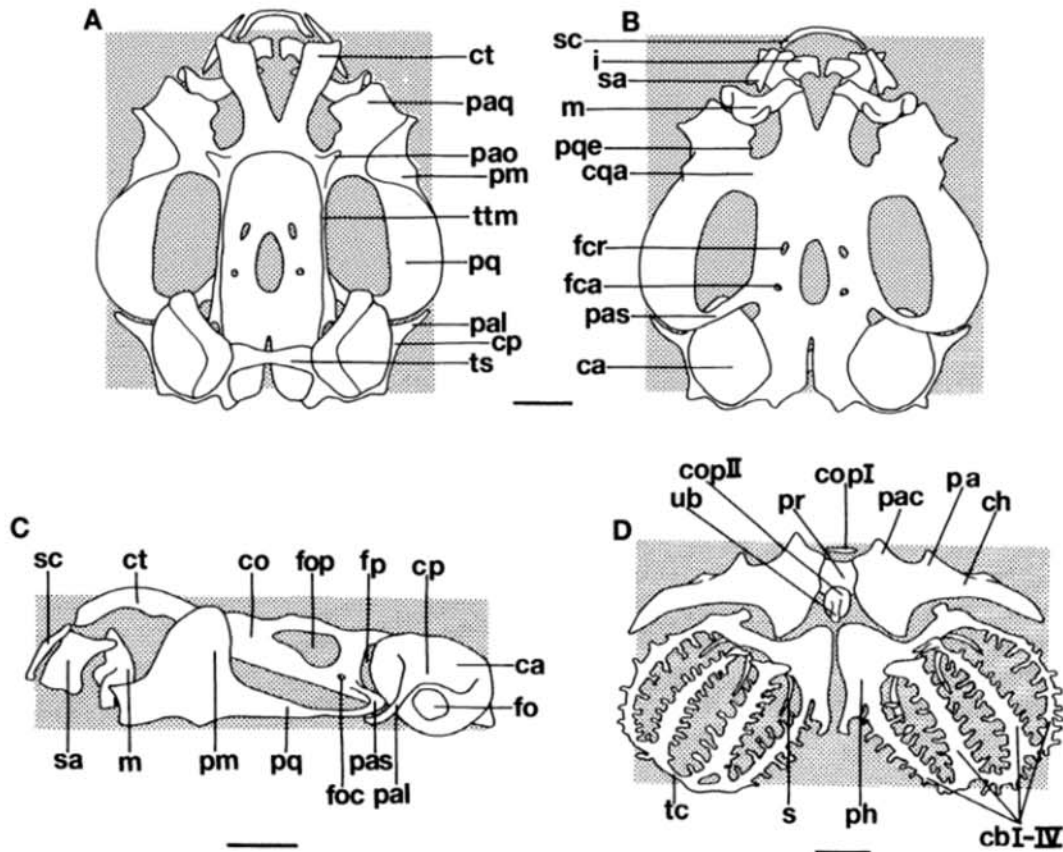 A
ct
paq
pao
pm
ttm
pq
pal
cp
ts
B
sc
i
sa
m
pqe
cqa
fcr
fca
pas
ca
C
sc
ct
co
fop
fp
cp
ca
fo
sa
m
pm
pq
pas
foc
pal
D
copII
copI
ub
pr
pac
pa
ch
tc
s
ph
cbI-IV